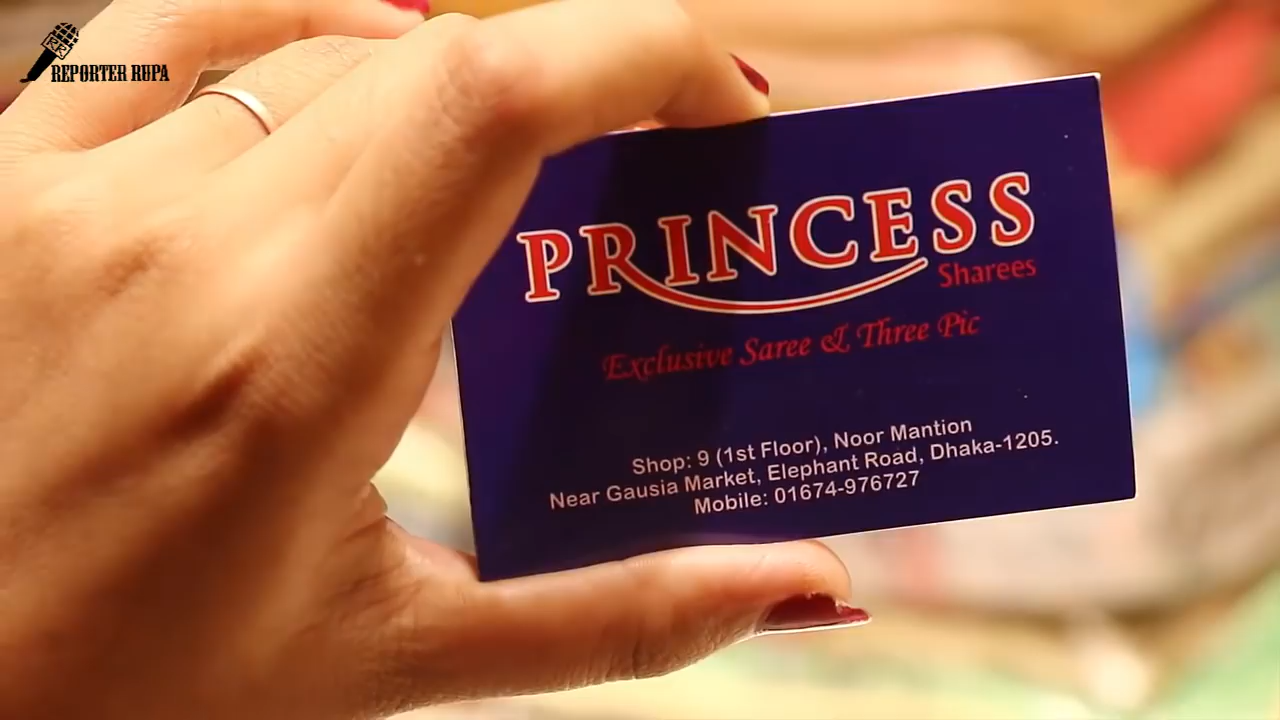 REPORTER RUPA
PRINCESS
Sharees
Exclusive Saree & Three Pic
Shop: 9 (1st Floor), Noor Mantion
Near Gausia Market, Elephant Road, Dhaka-1205.
Mobile: 01674-976727